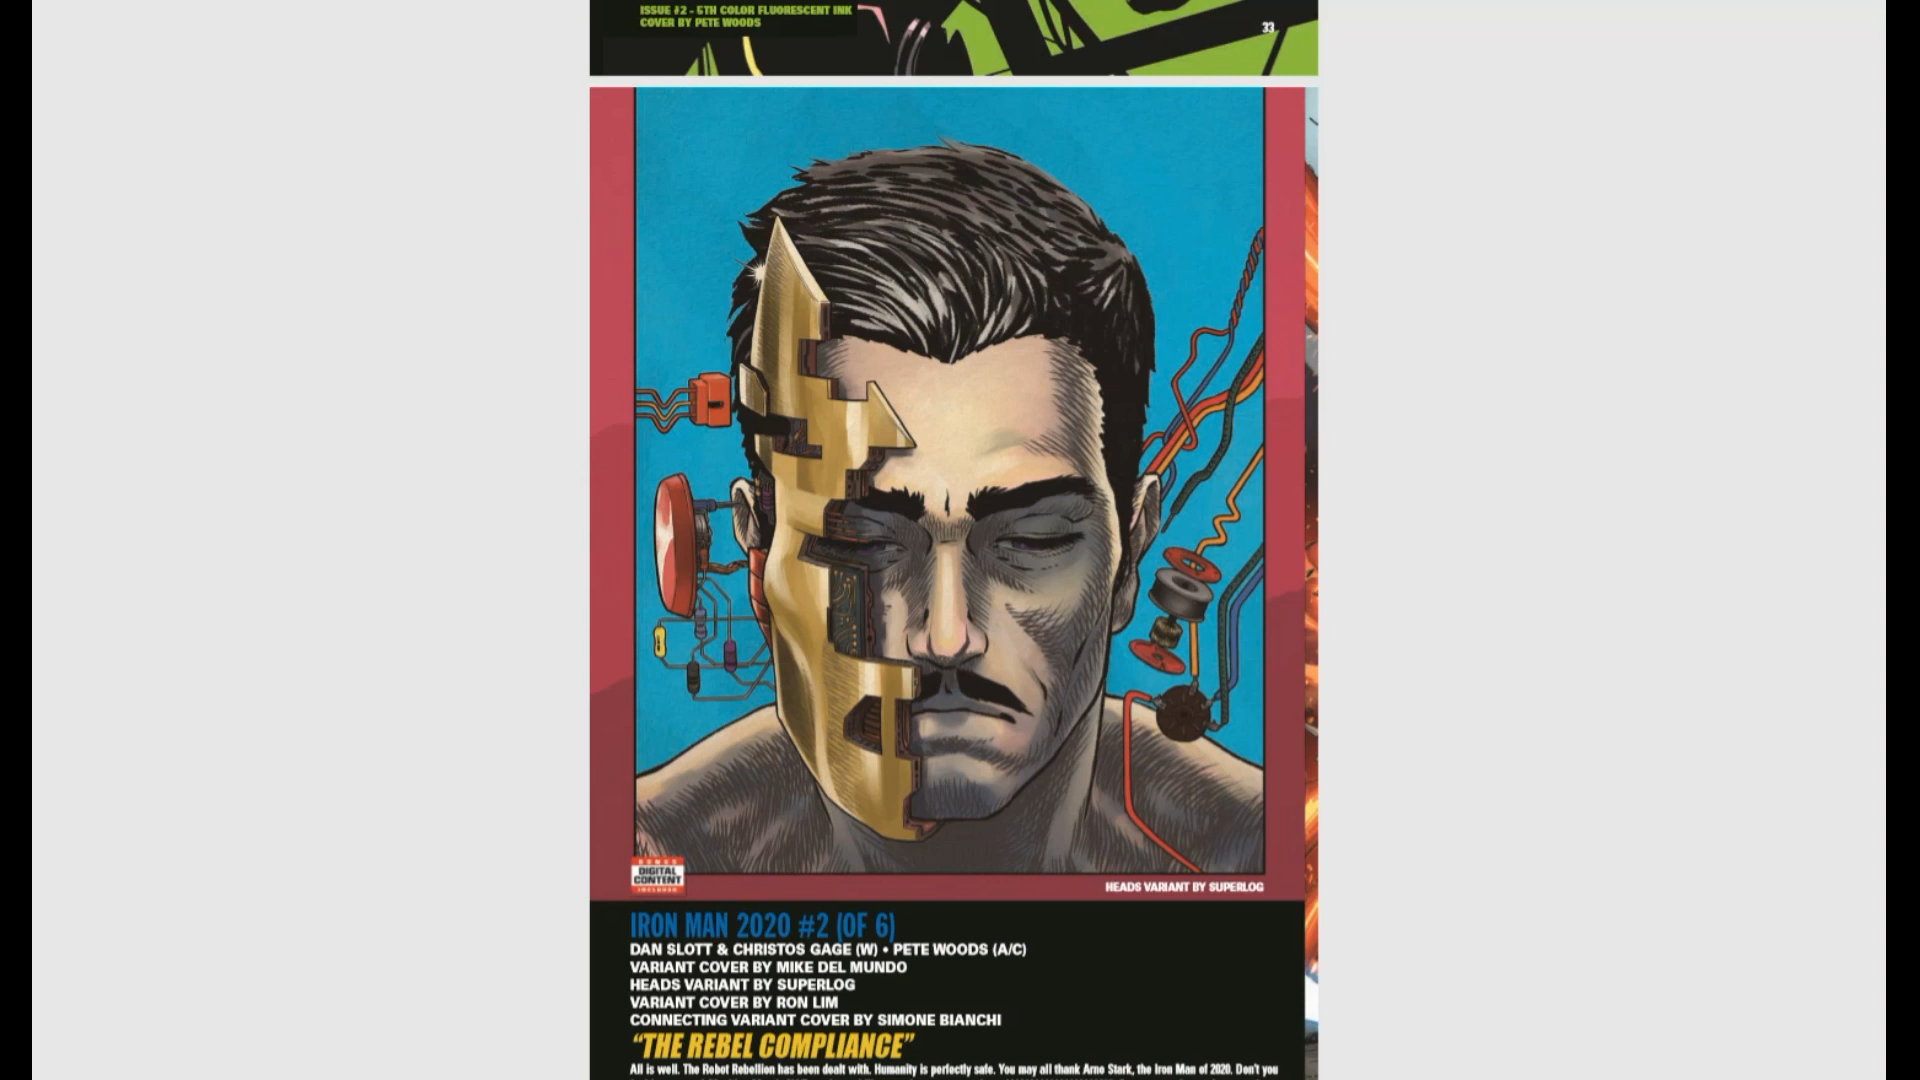 ISSUE #2 - 5TH COLOR FLUORESCENT INK
COVER BY PETE WOODS
33
BONUS
DIGITAL
CONTENT
INCLUDED
HEADS VARIANT BY SUPERLOG
IRON MAN 2020 #2 (OF 6)
DAN SLOTT & CHRISTOS GAGE (W) • PETE WOODS (A/C)
VARIANT COVER BY MIKE DEL MUNDO
HEADS VARIANT BY SUPERLOG
VARIANT COVER BY RON LIM
CONNECTING VARIANT COVER BY SIMONE BIANCHI
“THE REBEL COMPLIANCE”
All is well. The Robot Rebellion has been dealt with. Humanity is perfectly safe. You may all thank Arno Stark, the Iron Man of 2020. Don't you